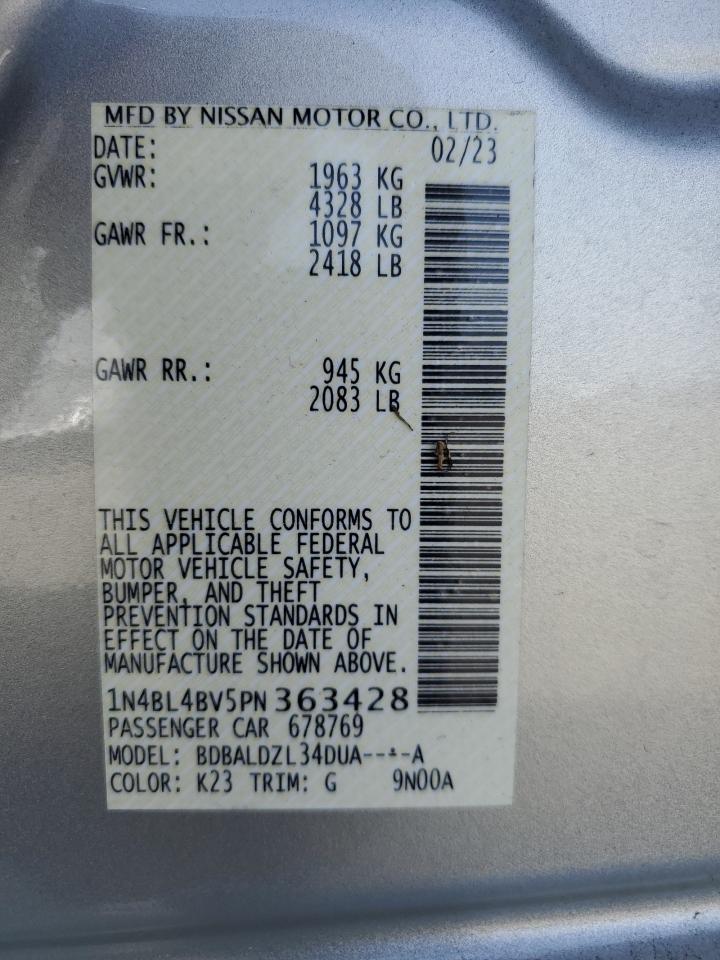 MFD BY NISSAN MOTOR CO., LTD.
DATE: 02/23
GVWR: 1963 KG
4328 LB
GAWR FR.: 1097 KG
2418 LB
GAWR RR.: 945 KG
2083 LB
THIS VEHICLE CONFORMS TO
ALL APPLICABLE FEDERAL
MOTOR VEHICLE SAFETY,
BUMPER, AND THEFT
PREVENTION STANDARDS IN
EFFECT ON THE DATE OF
MANUFACTURE SHOWN ABOVE.
1N4BL4BV5PN363428
PASSENGER CAR 678769
MODEL: BDBALDZL34DUA----A
COLOR: K23 TRIM: G 9N00A